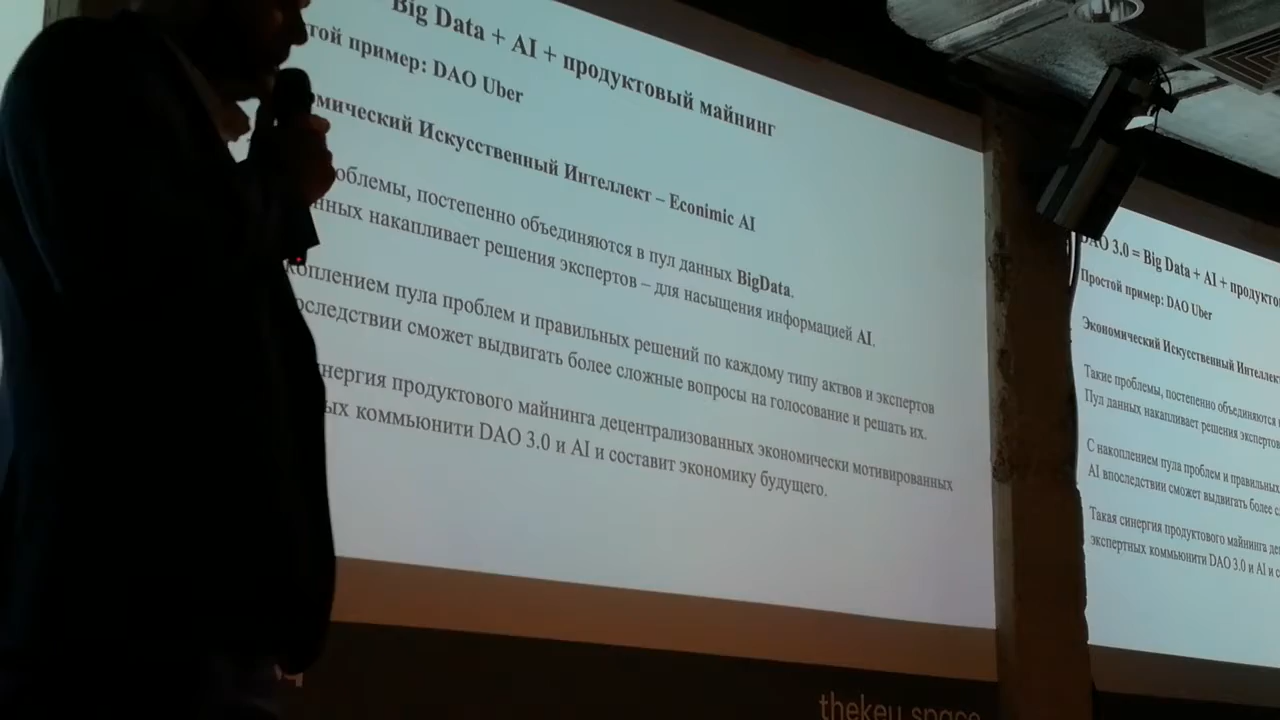 Big Data + AI + продуктовый майнинг
той пример: DAO Uber
омический Искусственный Интеллект – Econimic AI
облемы, постепенно объединяются в пул данных BigData.
нных накапливает решения экспертов – для насыщения информацией AI.
коплением пула проблем и правильных решений по каждому типу актвов и экспертов
оследствии сможет выдвигать более сложные вопросы на голосование и решать их.
нергия продуктового майнинга децентрализованных экономически мотивированных
ых коммьюнити DAO 3.0 и AI и составит экономику будущего.
DAO 3.0 = Big Data + AI + продукто
Простой пример: DAO Uber
Экономический Искусственный Интеллект
Такие проблемы, постепенно объединяются
Пул данных накапливает решения экспертов
С накоплением пула проблем и правильных
AI впоследствии сможет выдвигать более с
Такая синергия продуктового майнинга де
экспертных коммьюнити DAO 3.0 и AI и с
thekey.space